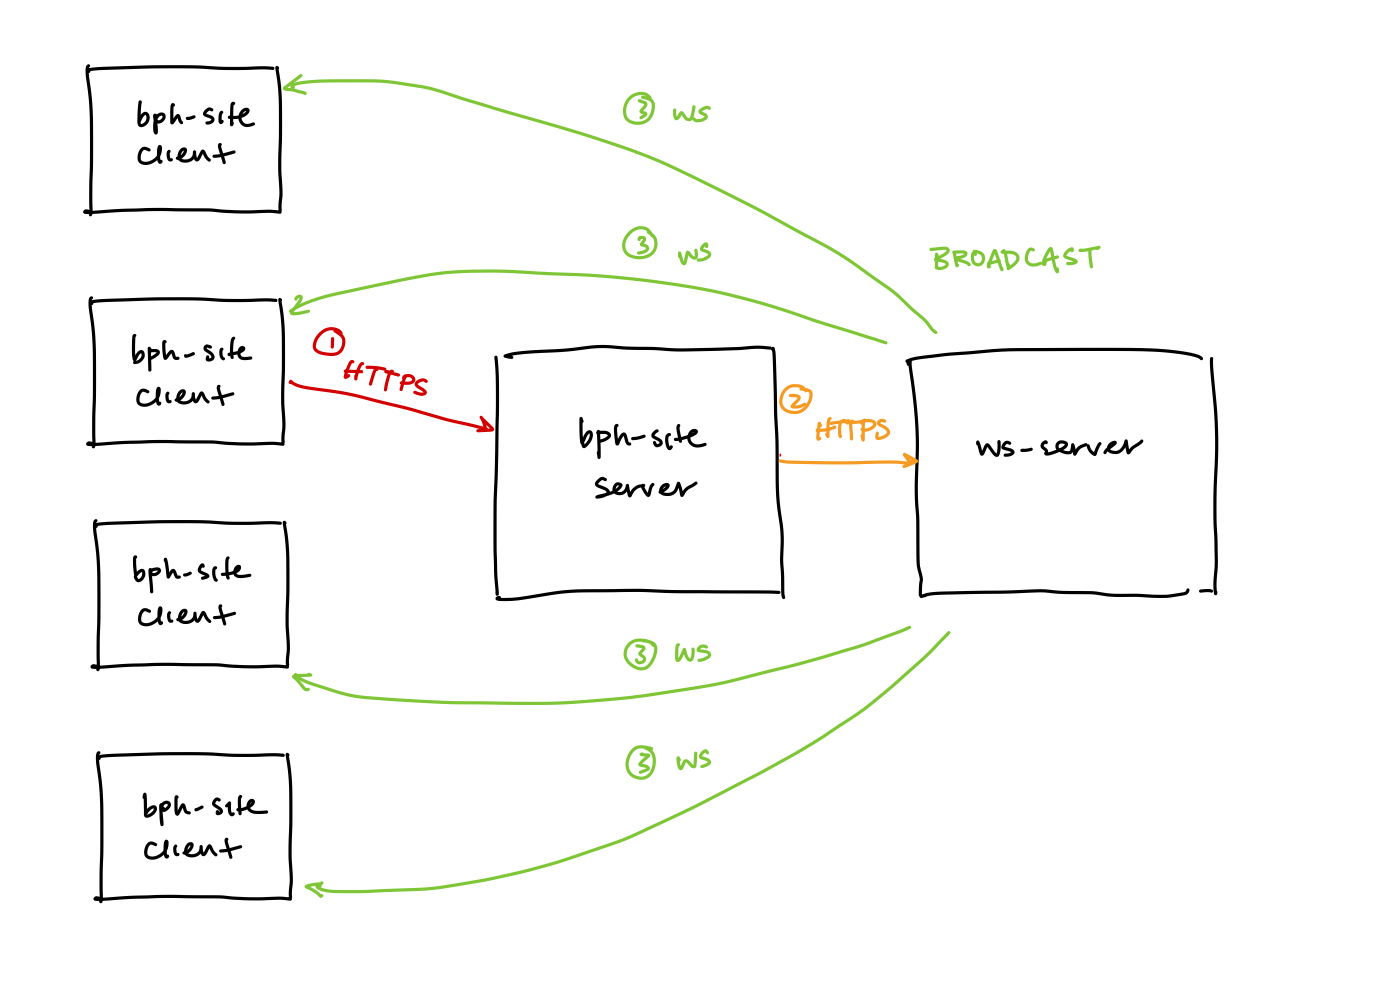 bph-site
client
③ ws
③ ws
BROADCAST
bph-site
client
①
HTTPS
bph-site
server
②
HTTPS
ws-server
bph-site
client
③ ws
③ ws
bph-site
client